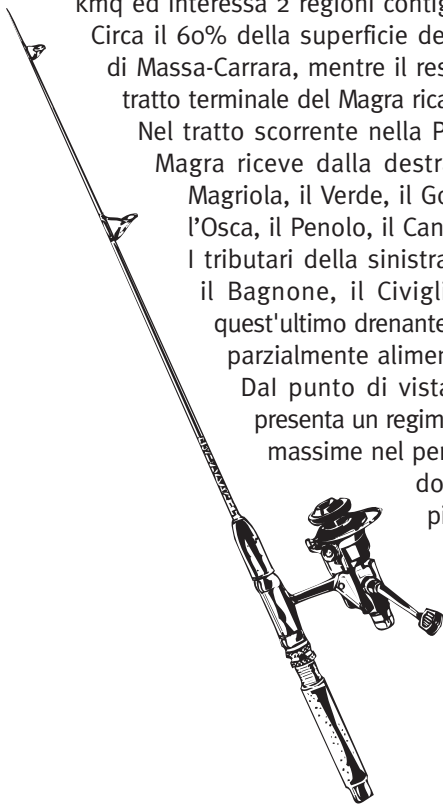 kmq ed interessa 2 regioni contig
Circa il 60% della superficie de
di Massa-Carrara, mentre il res
tratto terminale del Magra rica
Nel tratto scorrente nella P
Magra riceve dalla destr
Magriola, il Verde, il Go
l’Osca, il Penolo, il Can
I tributari della sinistra
il Bagnone, il Civigli
quest'ultimo drenante
parzialmente alimen
Dal punto di vista
presenta un regim
massime nel per
do
pi